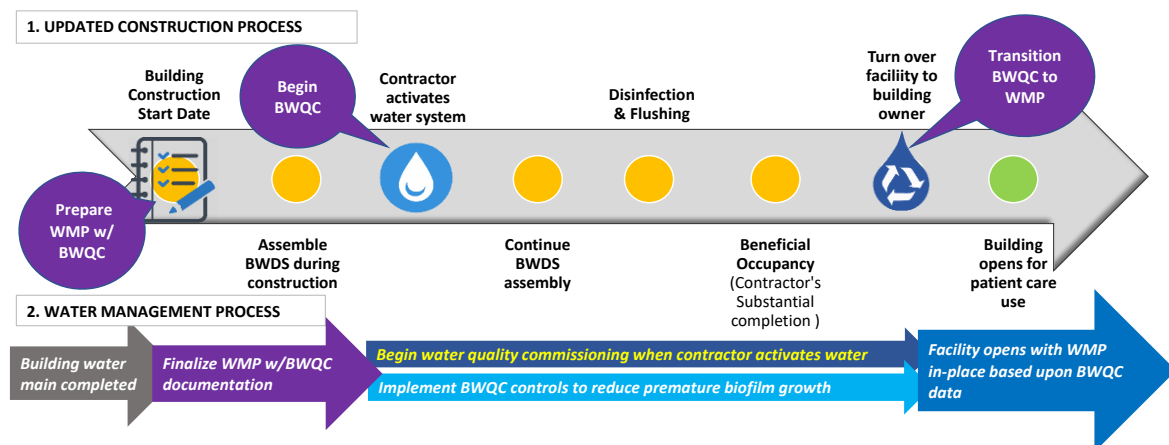 1. UPDATED CONSTRUCTION PROCESS
Building
Construction
Start Date
Begin
BWQC
Contractor
activates
water system
Disinfection
& Flushing
Turn over
faciliity to
building
owner
Transition
BWQC to
WMP
Prepare
WMP w/
BWQC
Assemble
BWDS during
construction
Continue
BWDS
assembly
Beneficial
Occupancy
(Contractor's
Substantial
completion )
Building
opens for
patient care
use
2. WATER MANAGEMENT PROCESS
Building water
main completed
Finalize WMP w/BWQC
documentation
Begin water quality commissioning when contractor activates water
Implement BWQC controls to reduce premature biofilm growth
Facility opens with WMP
in-place based upon BWQC
data